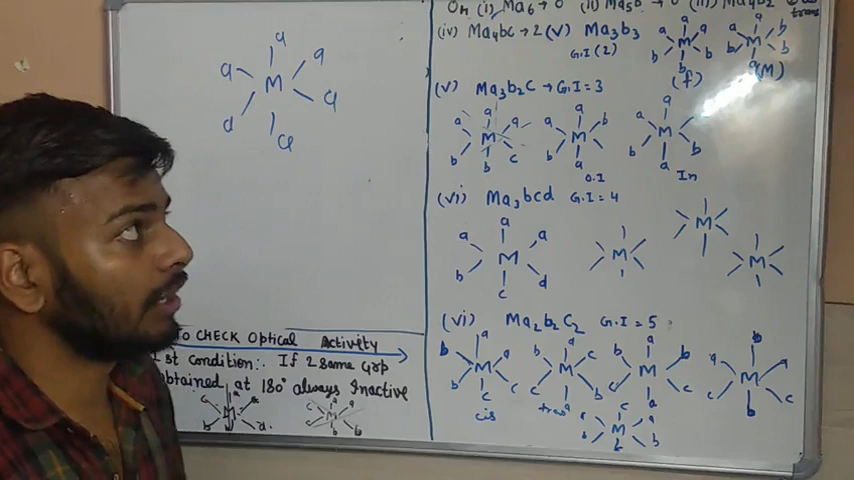 a
a
a
M
a
a
a
On (i) Ma6 → 0 (ii) Ma5b → 0 (iii) Ma4b2
trans
(iv) Ma4bc → 2 (v) Ma3b3
G.I (2)
a
a a
M
b b
b
(f)
a
a b
M
b b
a
(M)
(v) Ma3b2C → G.I = 3
a
a a
M
b c
b
a
a b
M
b
a
O.I
a
a
M
b b
a
In
(vi) Ma3bcd G.I = 4
a
a a
M
b d
c
M
M
M
(vi) Ma2b2C2 G.I = 5
b a
M a
b c
c
cis
a
b c
M
c b
a
trans
a
b b
M
c c
a
b
a a
M
c c
b
c
c a
M
b b
c
TO CHECK Optical Activity
1st condition:. If 2 same Grp
obtained at 180° always Inactive
a
c
M
b d.
a
c a
M
c b
b